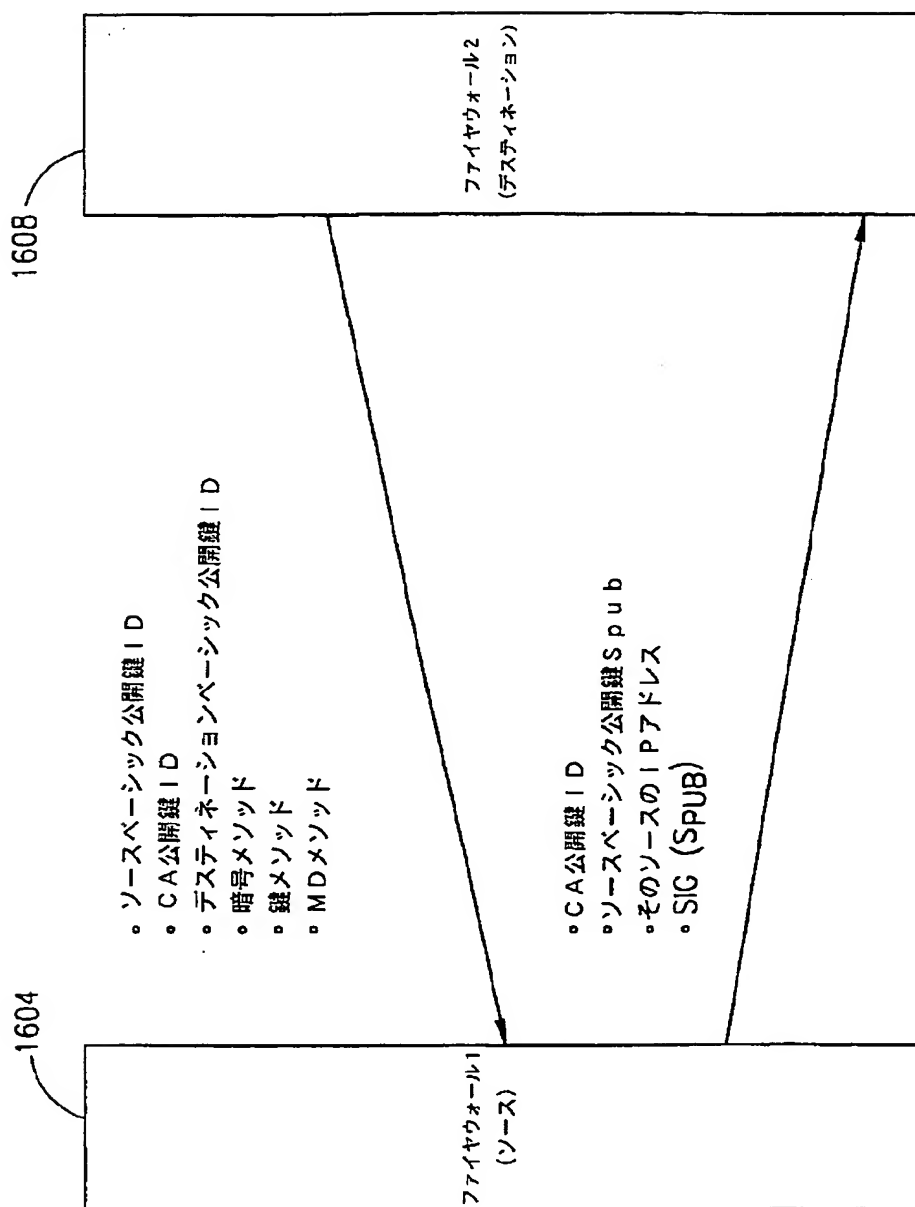 1604
1608
ファイヤウォール1
(ソース)
ファイヤウォール2
(デスティネーション)
• ソースベーシック公開鍵ID
• CA公開鍵ID
• デスティネーションベーシック公開鍵ID
• 暗号メソッド
• 鍵メソッド
• MDメソッド
• CA公開鍵ID
• ソースベーシック公開鍵Spub
• そのソースのIPアドレス
• SIG (SPUB)